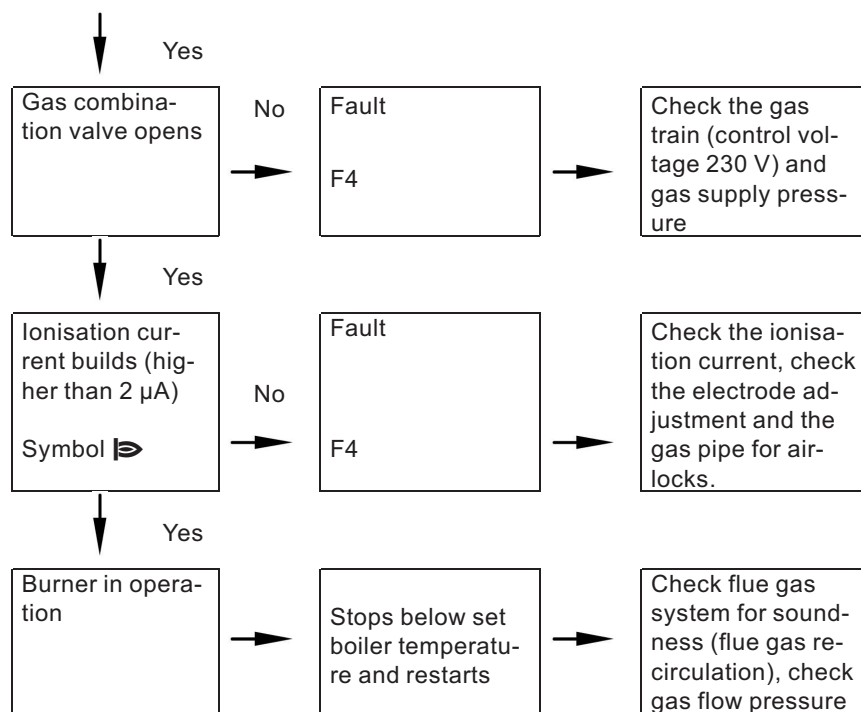 Yes
Gas combina-
tion valve opens
No
Fault
F4
Check the gas
train (control vol-
tage 230 V) and
gas supply press-
ure
Yes
Ionisation cur-
rent builds (hig-
her than 2 µA)
Symbol
No
Fault
F4
Check the ionisa-
tion current, check
the electrode ad-
justment and the
gas pipe for air-
locks.
Yes
Burner in opera-
tion
Stops below set
boiler temperatu-
re and restarts
Check flue gas
system for sound-
ness (flue gas re-
circulation), check
gas flow pressure